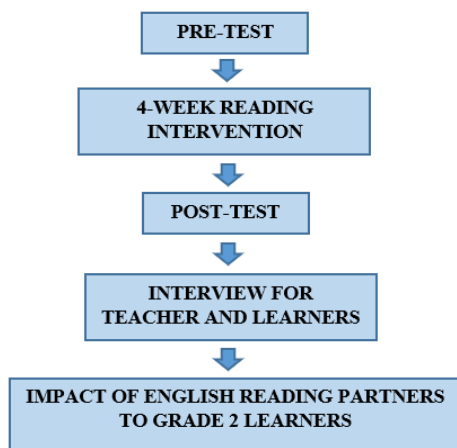 PRE-TEST
4-WEEK READING
INTERVENTION
POST-TEST
INTERVIEW FOR
TEACHER AND LEARNERS
IMPACT OF ENGLISH READING PARTNERS
TO GRADE 2 LEARNERS